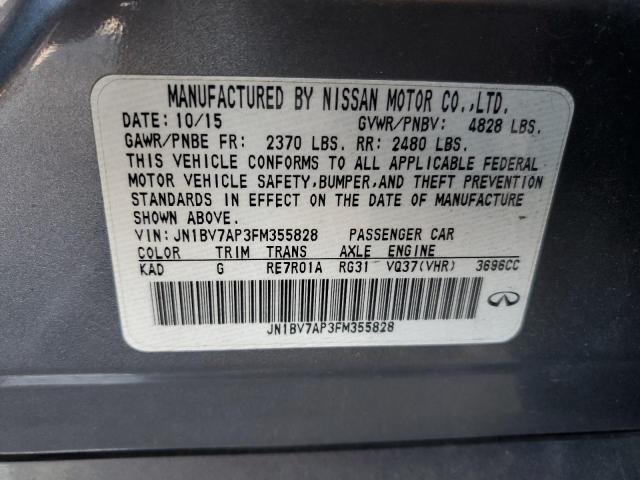 MANUFACTURED BY NISSAN MOTOR CO.,LTD.
DATE: 10/15 GVWR/PNBV: 4828 LBS.
GAWR/PNBE FR: 2370 LBS. RR: 2480 LBS.
THIS VEHICLE CONFORMS TO ALL APPLICABLE FEDERAL
MOTOR VEHICLE SAFETY,BUMPER,AND THEFT PREVENTION
STANDARDS IN EFFECT ON THE DATE OF MANUFACTURE
SHOWN ABOVE.
VIN: JN1BV7AP3FM355828 PASSENGER CAR
COLOR TRIM TRANS AXLE ENGINE
KAD G RE7R01A RG31 VQ37(VHR) 3696CC
JN1BV7AP3FM355828